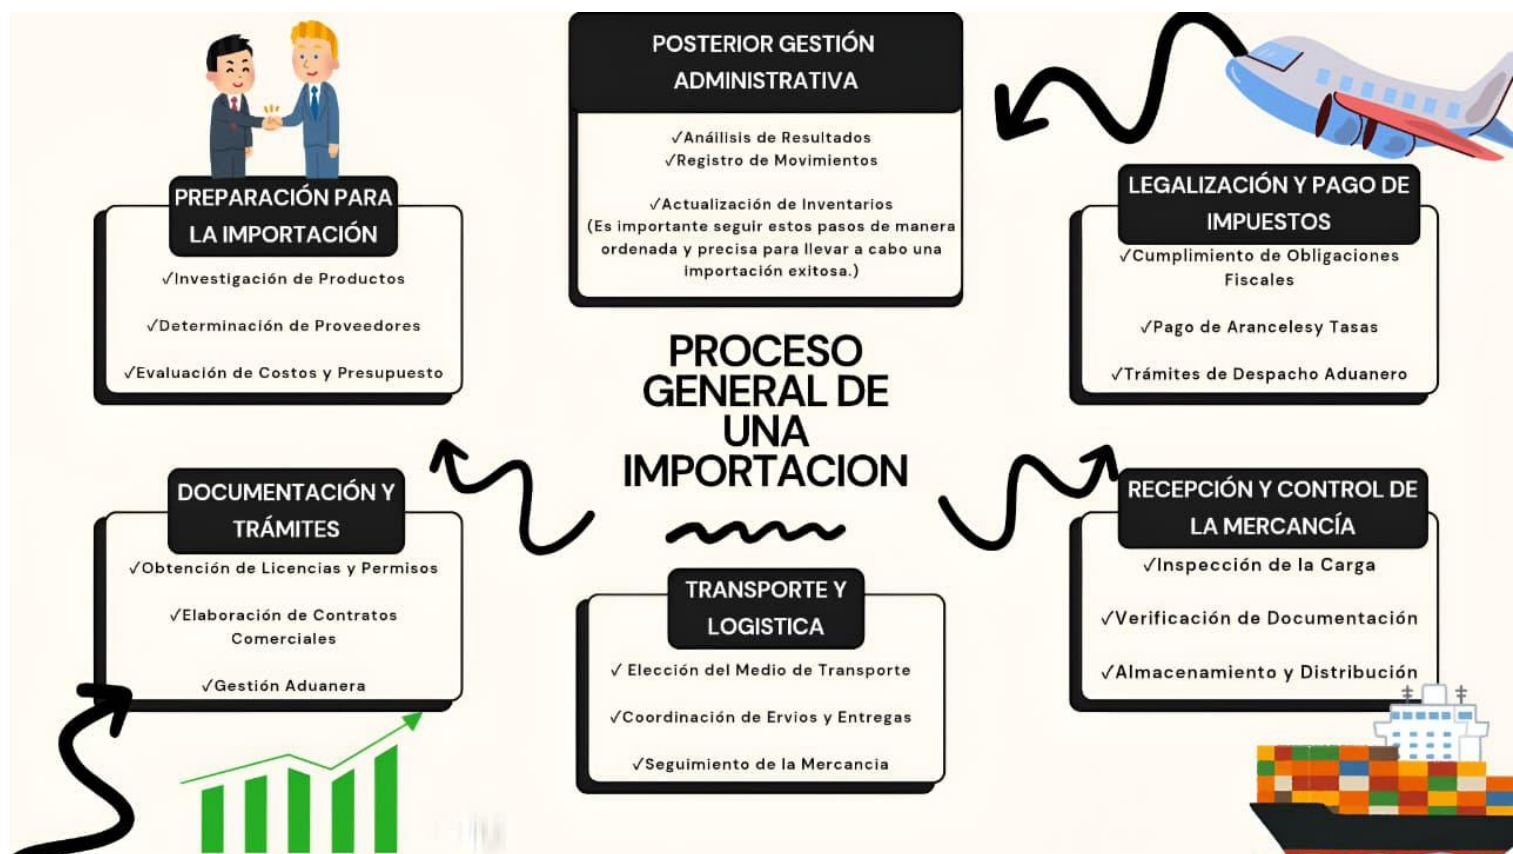 PREPARACIÓN PARA
LA IMPORTACIÓN
✓Investigación de Productos
✓Determinación de Proveedores
✓Evaluación de Costos y Presupuesto
DOCUMENTACIÓN Y
TRÁMITES
✓Obtención de Licencias y Permisos
✓Elaboración de Contratos
Comerciales
✓Gestión Aduanera
POSTERIOR GESTIÓN
ADMINISTRATIVA
✓Anáilisis de Resultados
✓Registro de Movimientos
✓Actualización de Inventarios
(Es importante seguir estos pasos de manera
ordenada y precisa para llevar a cabo una
importación exitosa.)
PROCESO
GENERAL DE
UNA
IMPORTACION
TRANSPORTE Y
LOGISTICA
✓ Elección del Medio de Transporte
✓Coordinación de Ervios y Entregas
✓Seguimiento de la Mercancia
LEGALIZACIÓN Y PAGO DE
IMPUESTOS
✓Cumplimiento de Obligaciones
Fiscales
✓Pago de Arancelesy Tasas
✓Trámites de Despacho Aduanero
RECEPCIÓN Y CONTROL DE
LA MERCANCÍA
✓Inspección de la Carga
✓Verificación de Documentación
✓Almacenamiento y Distribución